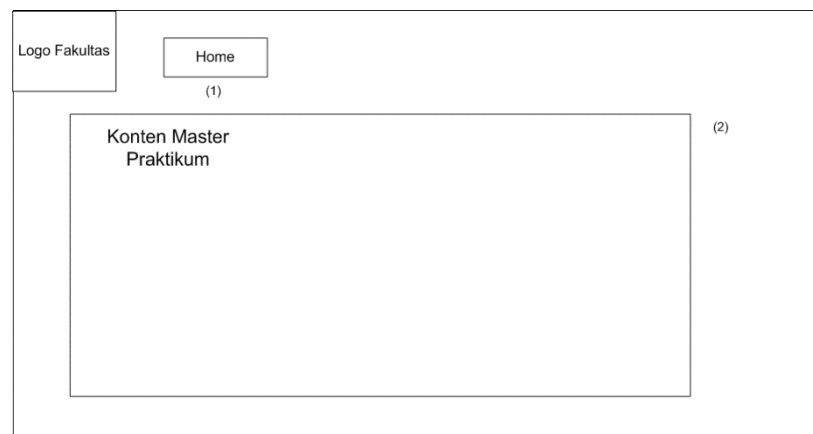 Logo Fakultas
Home
(1)
(2)
Konten Master
Praktikum